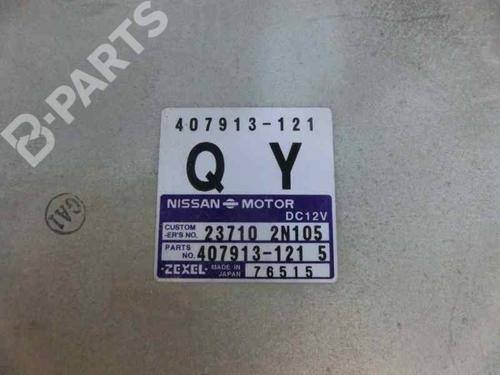 B-PARTS
407913-121
Q Y
NISSAN MOTOR
DC12V
CUSTOM
-ER'S NO. 23710 2N105
PARTS
NO. 407913-121 5
-ZEXEL- MADE IN
JAPAN 76515
GA1